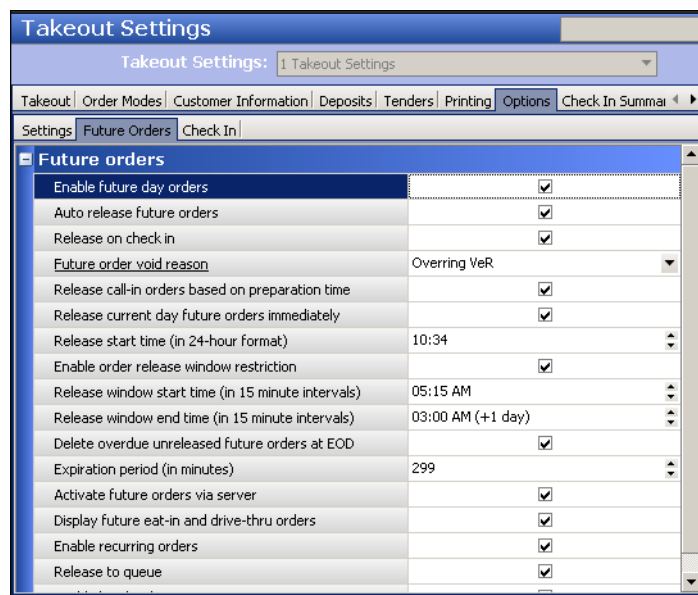 Takeout Settings
Takeout Settings: 1 Takeout Settings
Takeout Order Modes Customer Information Deposits Tenders Printing Options Check In Summar
Settings Future Orders Check In
Future orders
Enable future day orders
Auto release future orders
Release on check in
Future order void reason Overring VeR
Release call-in orders based on preparation time
Release current day future orders immediately
Release start time (in 24-hour format) 10:34
Enable order release window restriction
Release window start time (in 15 minute intervals) 05:15 AM
Release window end time (in 15 minute intervals) 03:00 AM (+1 day)
Delete overdue unreleased future orders at EOD
Expiration period (in minutes) 299
Activate future orders via server
Display future eat-in and drive-thru orders
Enable recurring orders
Release to queue